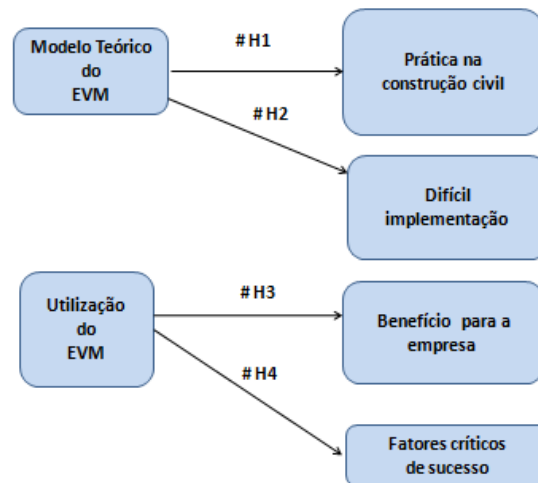 Modelo Teórico
do
EVM
# H1
Prática na
construção civil
# H2
Difícil
implementação
Utilização
do
EVM
# H3
Benefício para a
empresa
# H4
Fatores críticos
de sucesso